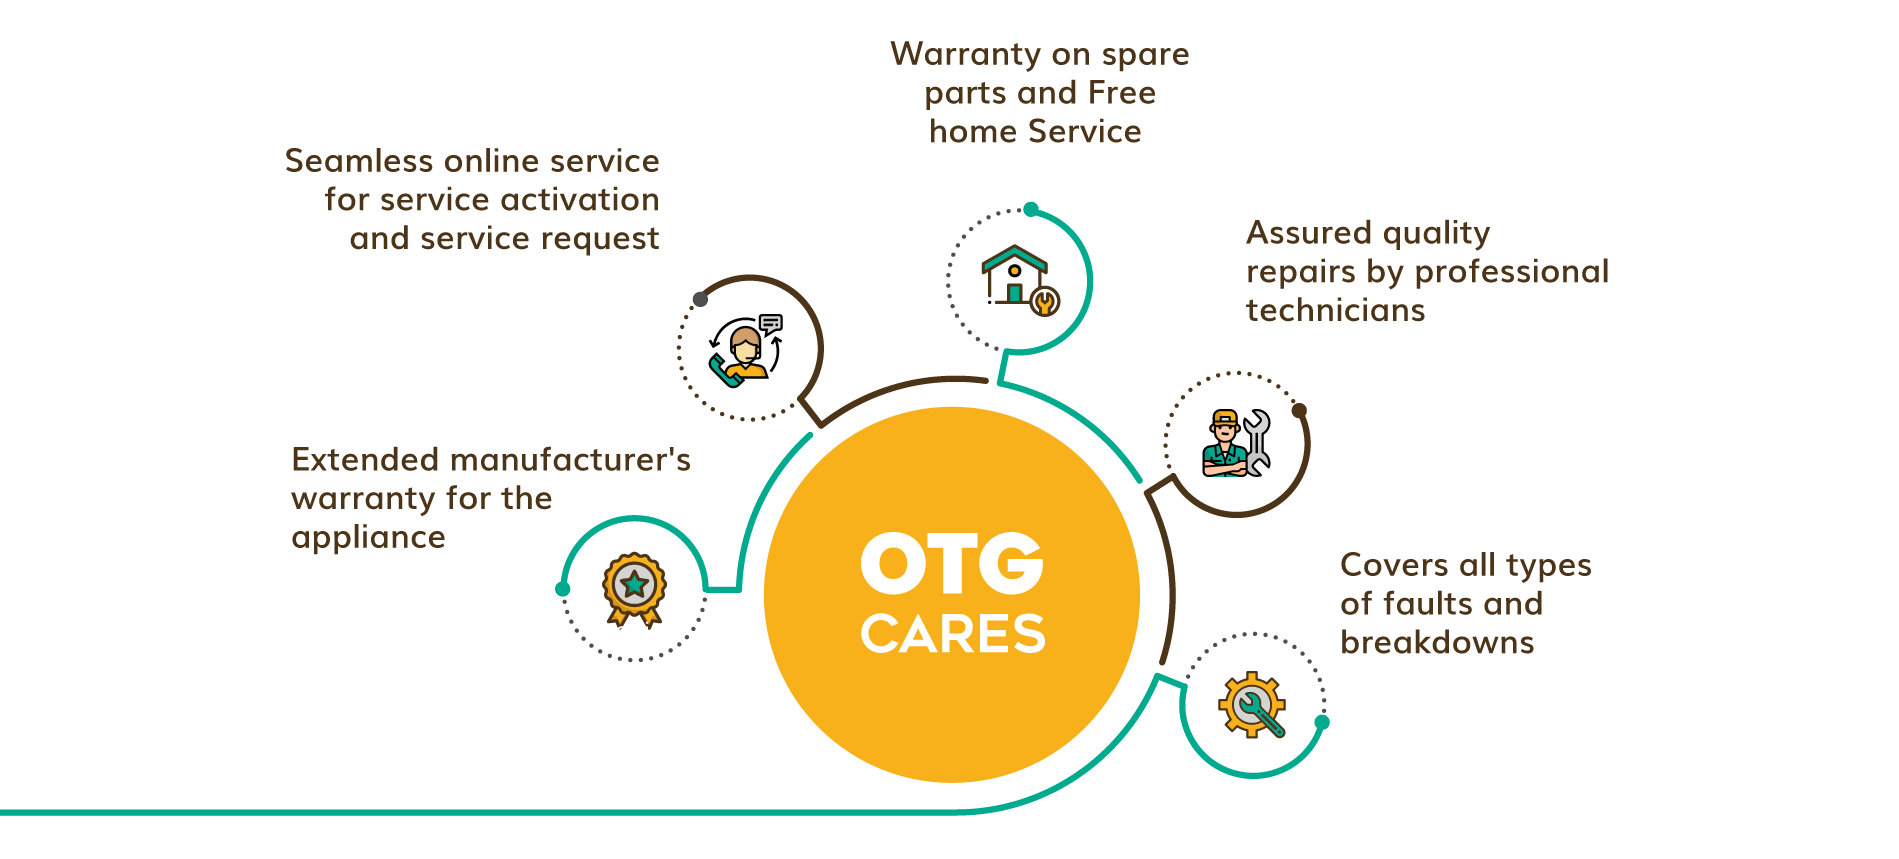 Warranty on spare
parts and Free
home Service
Seamless online service
for service activation
and service request
Assured quality
repairs by professional
technicians
Extended manufacturer's
warranty for the
appliance
OTG
CARES
Covers all types
of faults and
breakdowns